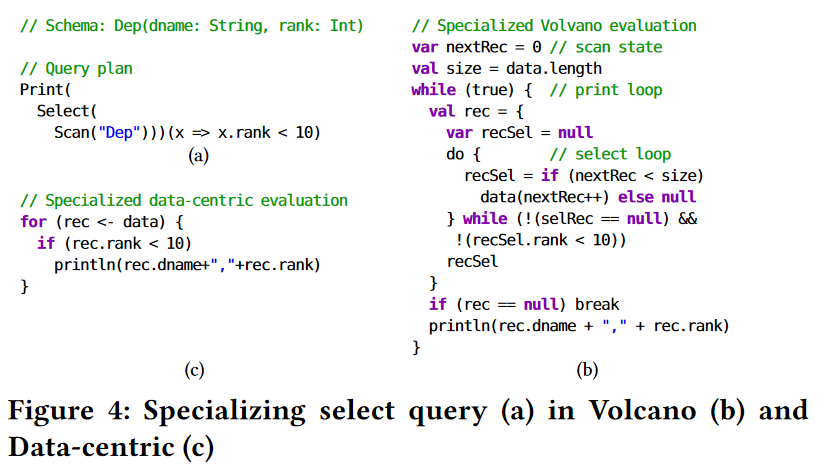 // Schema: Dep(dname: String, rank: Int)
// Query plan
Print(
  Select(
    Scan("Dep")))(x => x.rank < 10)
(a)
// Specialized data-centric evaluation
for (rec <- data) {
  if (rec.rank < 10)
    println(rec.dname+","+rec.rank)
}
(c)
// Specialized Volvano evaluation
var nextRec = 0 // scan state
val size = data.length
while (true) {  // print loop
  val rec = {
    var recSel = null
    do {        // select loop
      recSel = if (nextRec < size)
        data(nextRec++) else null
    } while (!(selRec == null) &&
     !(recSel.rank < 10))
    recSel
  }
  if (rec == null) break
  println(rec.dname + "," + rec.rank)
}
(b)
Figure 4: Specializing select query (a) in Volcano (b) and
Data-centric (c)